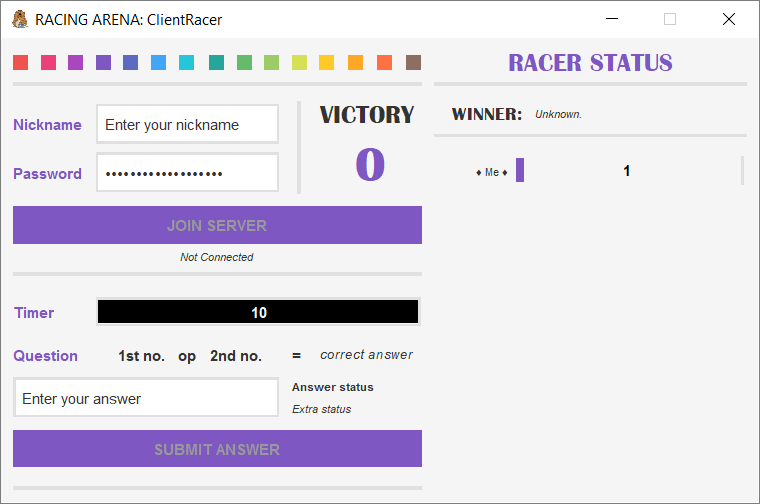 RACING ARENA: ClientRacer
RACER STATUS
Nickname
Enter your nickname
Password
•••••••••••••••••••
VICTORY
0
WINNER:
Unknown.
♦ Me ♦
1
JOIN SERVER
Not Connected
Timer
10
Question
1st no. op 2nd no. = correct answer
Enter your answer
Answer status
Extra status
SUBMIT ANSWER